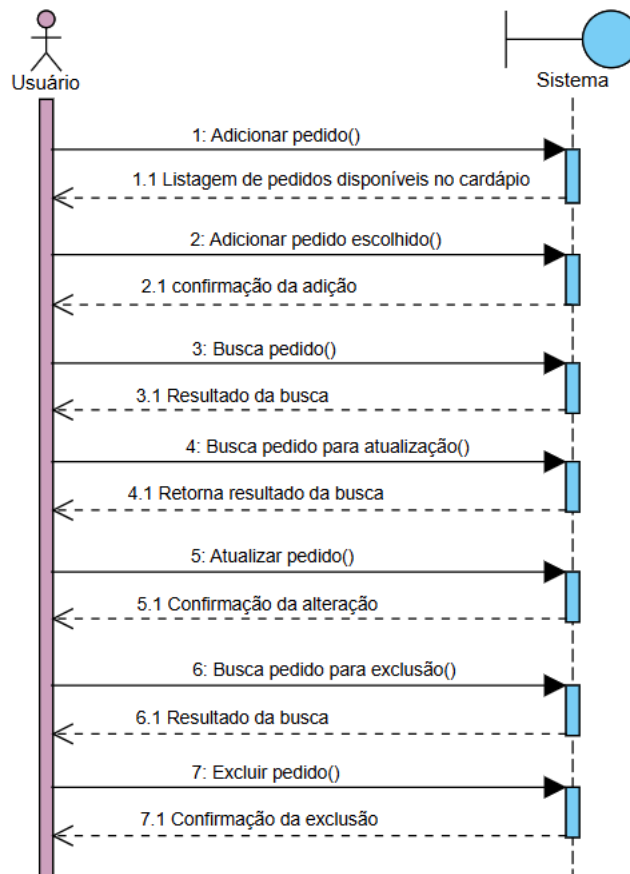 Usuário
Sistema
1: Adicionar pedido()
1.1 Listagem de pedidos disponíveis no cardápio
2: Adicionar pedido escolhido()
2.1 confirmação da adição
3: Busca pedido()
3.1 Resultado da busca
4: Busca pedido para atualização()
4.1 Retorna resultado da busca
5: Atualizar pedido()
5.1 Confirmação da alteração
6: Busca pedido para exclusão()
6.1 Resultado da busca
7: Excluir pedido()
7.1 Confirmação da exclusão